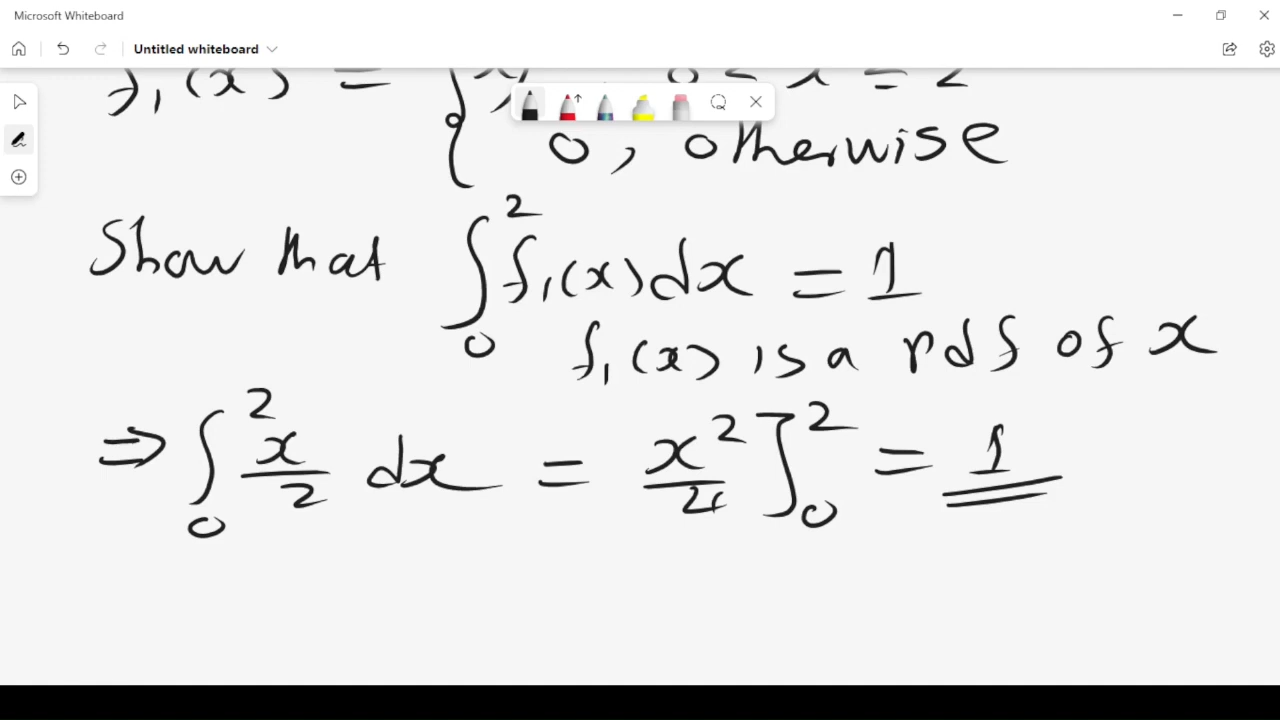 Microsoft Whiteboard
Untitled whiteboard
f₁(x) =
0, otherwise
Show that ∫₀² f₁(x)dx = 1
f₁(x) is a pdf of x
⇒ ∫₀² x/2 dx = x²/4 ]₀² = 1